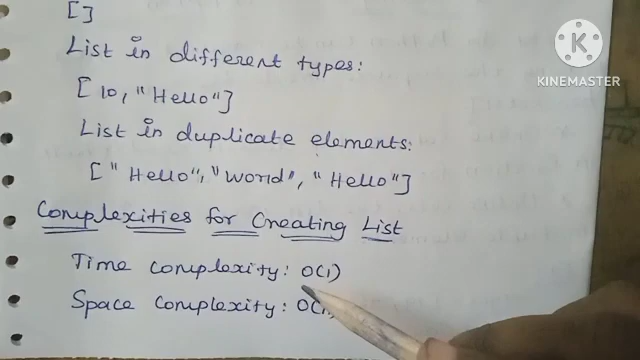 []
List in different types:
[10, "Hello"]
List in duplicate elements:
["Hello", "World", "Hello"]
Complexities for Creating List
Time complexity: O(1)
Space complexity:
KINEMASTER